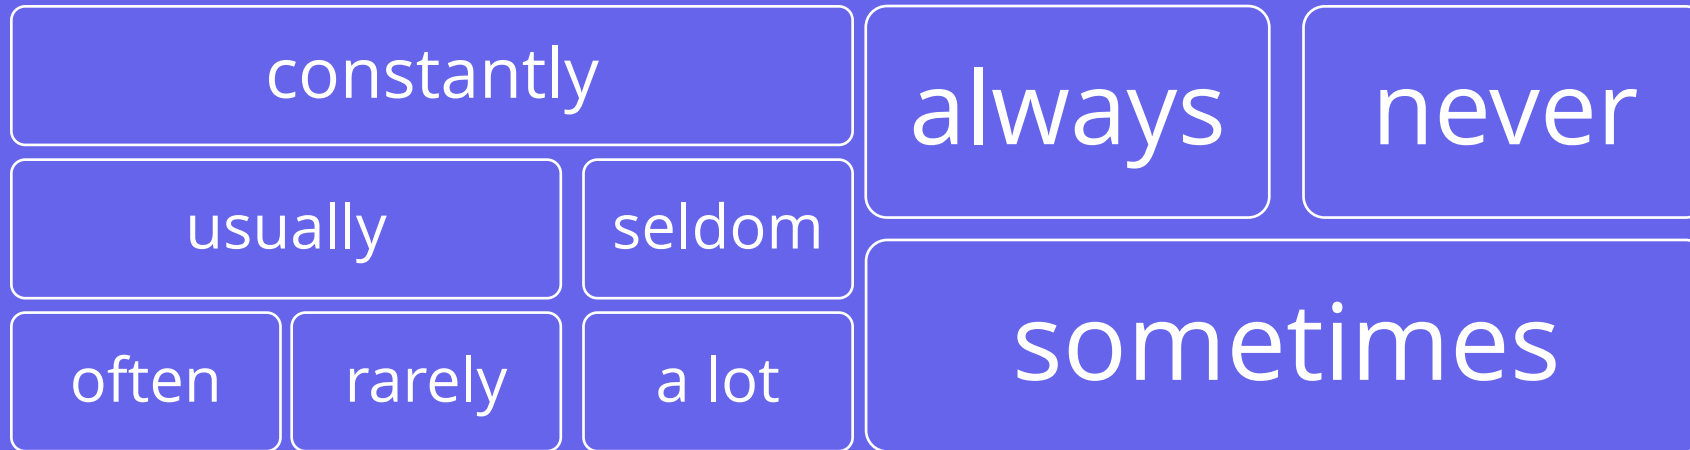 constantly
usually
seldom
often
rarely
a lot
always
never
sometimes